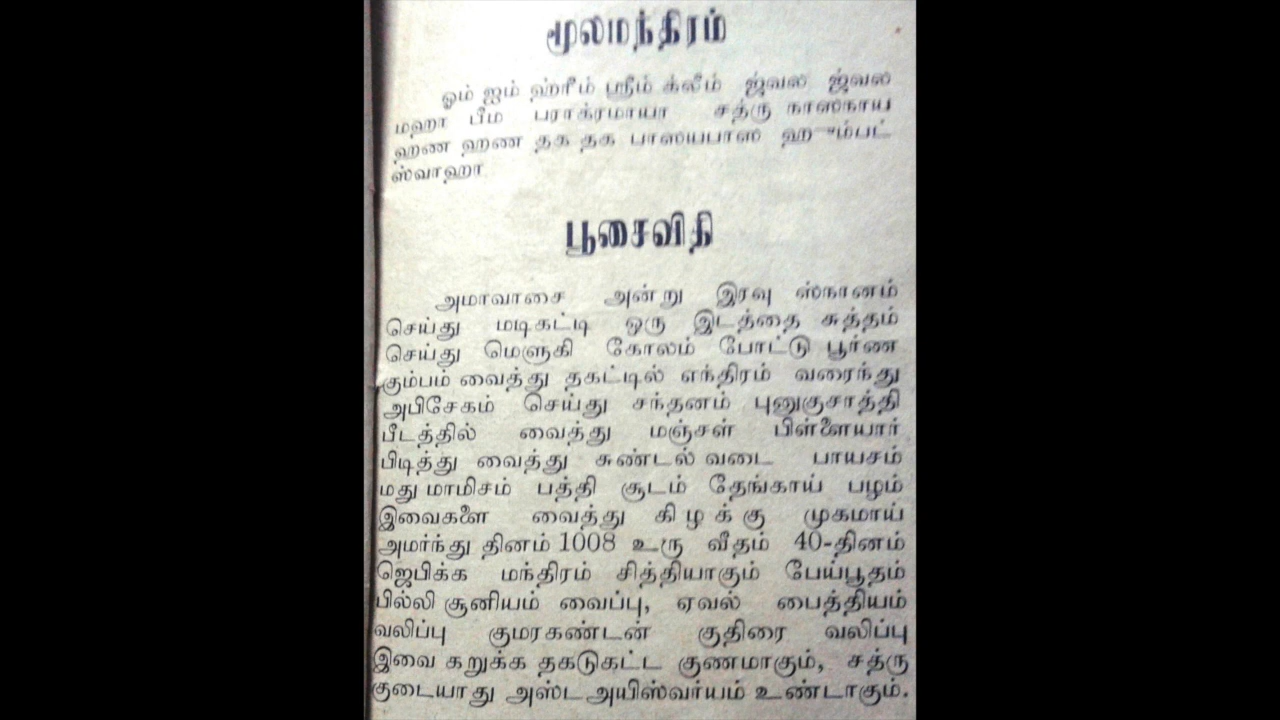 மூலமந்திரம்
ஓம் ஐம் ஹ்ரீம் ஸ்ரீம் க்லீம் ஜ்வல ஜ்வல
மஹா பீம பராக்ரமாயா சத்ரு நாஸநாய
ஹண ஹண தக தக பாஸயபாஸ ஹூம்பட்
ஸ்வாஹா
பூசைவிதி
அமாவாசை அன்று இரவு ஸ்நானம்
செய்து மடிகட்டி ஒரு இடத்தை சுத்தம்
செய்து மெளுகி கோலம் போட்டு பூர்ண
கும்பம் வைத்து தகட்டில் எந்திரம் வரைந்து
அபிசேகம் செய்து சந்தனம் புனுகுசாத்தி
பீடத்தில் வைத்து மஞ்சள் பிள்ளையார்
பிடித்து வைத்து சுண்டல் வடை பாயசம்
மது மாமிசம் பத்தி சூடம் தேங்காய் பழம்
இவைகளை வைத்து கிழக்கு முகமாய்
அமர்ந்து தினம் 1008 உரு வீதம் 40-தினம்
ஜெபிக்க மந்திரம் சித்தியாகும் பேய்பூதம்
பில்லி சூனியம் வைப்பு, ஏவல் பைத்தியம்
வலிப்பு குமரகண்டன் குதிரை வலிப்பு
இவை கறுக்க தகடுகட்ட குணமாகும், சத்ரு
குடையாது அஸ்ட அயிஸ்வர்யம் உண்டாகும்.